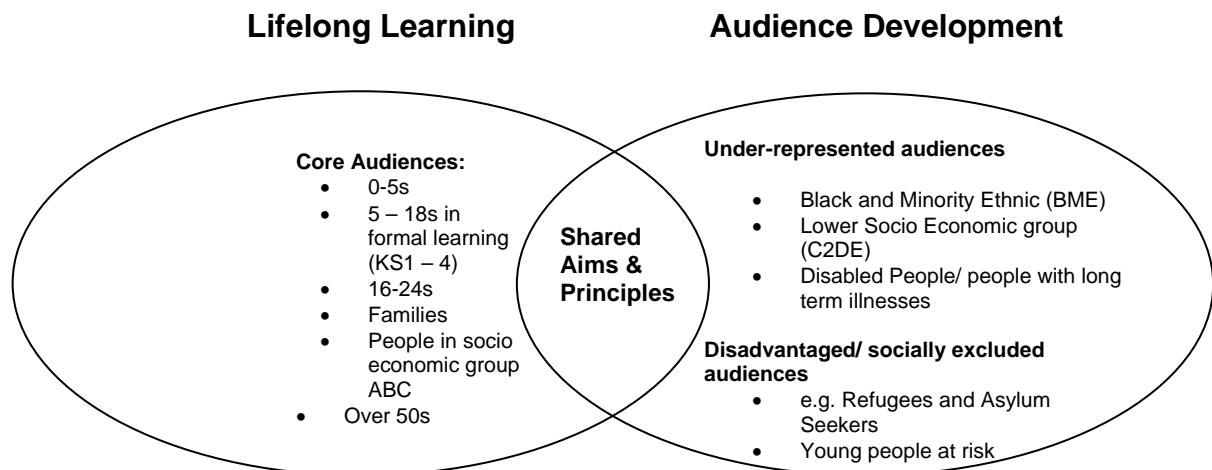 Lifelong Learning
Audience Development
Core Audiences:
• 0-5s
• 5 – 18s in
formal learning
(KS1 – 4)
• 16-24s
• Families
• People in socio
economic group
ABC
• Over 50s
Shared
Aims &
Principles
Under-represented audiences
• Black and Minority Ethnic (BME)
• Lower Socio Economic group
(C2DE)
• Disabled People/ people with long
term illnesses
Disadvantaged/ socially excluded
audiences
• e.g. Refugees and Asylum
Seekers
• Young people at risk